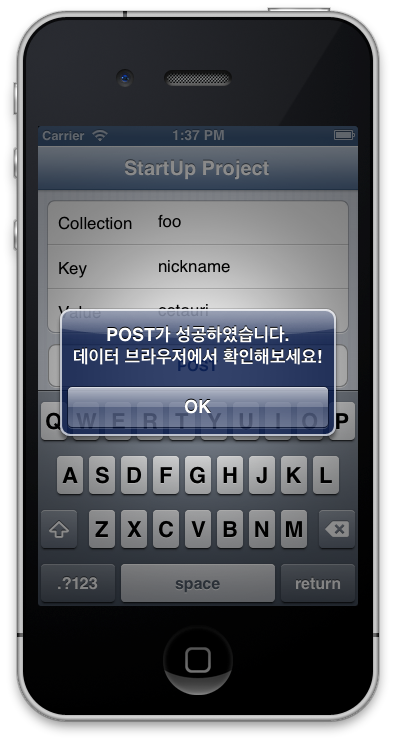 Carrier 1:37 PM
StartUp Project
Collection foo
Key nickname
Value cetauri
POST가 성공하였습니다.
데이터 브라우저에서 확인해보세요!
POST
OK
Q W E R T Y U I O P
A S D F G H J K L
Z X C V B N M
.?123 space return